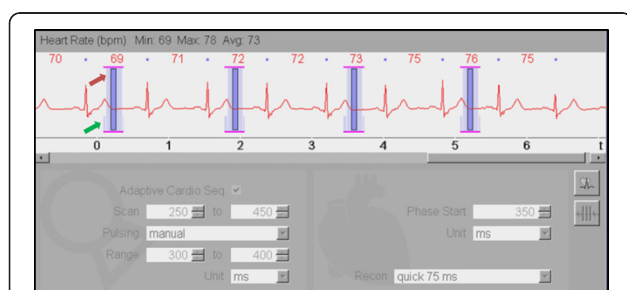 Heart Rate (bpm) Min: 69 Max: 78 Avg: 73
70 · 69 · 71 · 72 · 72 · 73 · 75 · 76 · 75 ·
0 1 2 3 4 5 6 t
Adaptive Cardio Seq.
Scan 250 to 450 Phase Start 350
Pulsing manual Unit ms
Range 300 to 400
Unit ms Recon quick 75 ms